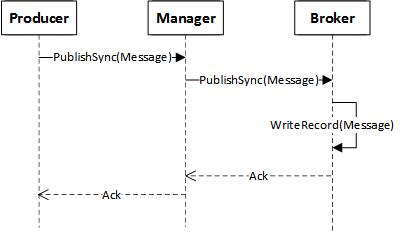 Producer
Manager
Broker
PublishSync(Message)
PublishSync(Message)
WriteRecord(Message)
Ack
Ack